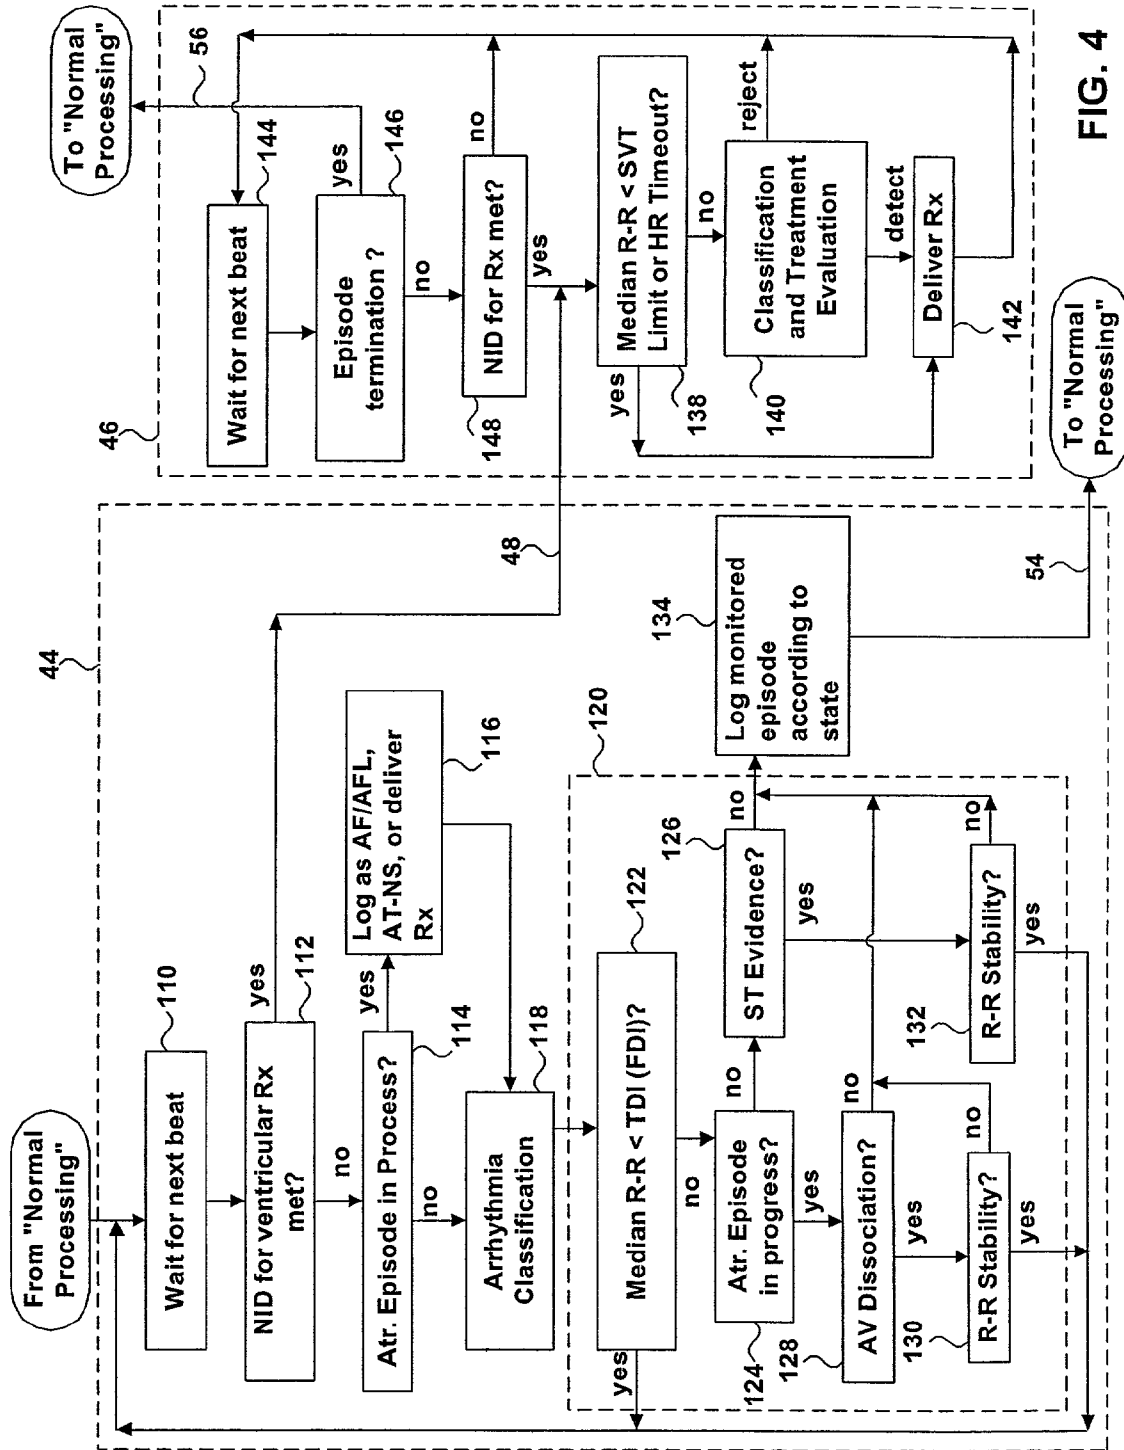 From "Normal
Processing"
44
Wait for next beat
110
NID for ventricular Rx
met?
112
yes
no
Atr. Episode in Process?
114
yes
no
Log as AF/AFL,
AT-NS, or deliver
Rx
116
Arrhythmia
Classification
118
120
Median R-R < TDI (FDI)?
122
yes
no
Atr. Episode
in progress?
124
no
yes
ST Evidence?
126
no
yes
AV Dissociation?
128
no
yes
R-R Stability?
130
no
yes
R-R Stability?
132
no
yes
Log monitored
episode
according to
state
134
48
54
To "Normal
Processing"
46
To "Normal
Processing"
56
Wait for next beat
144
Episode
termination ?
146
yes
no
NID for Rx met?
148
no
yes
Median R-R < SVT
Limit or HR Timeout?
138
yes
no
Classification
and Treatment
Evaluation
140
reject
detect
Deliver Rx
142
FIG. 4